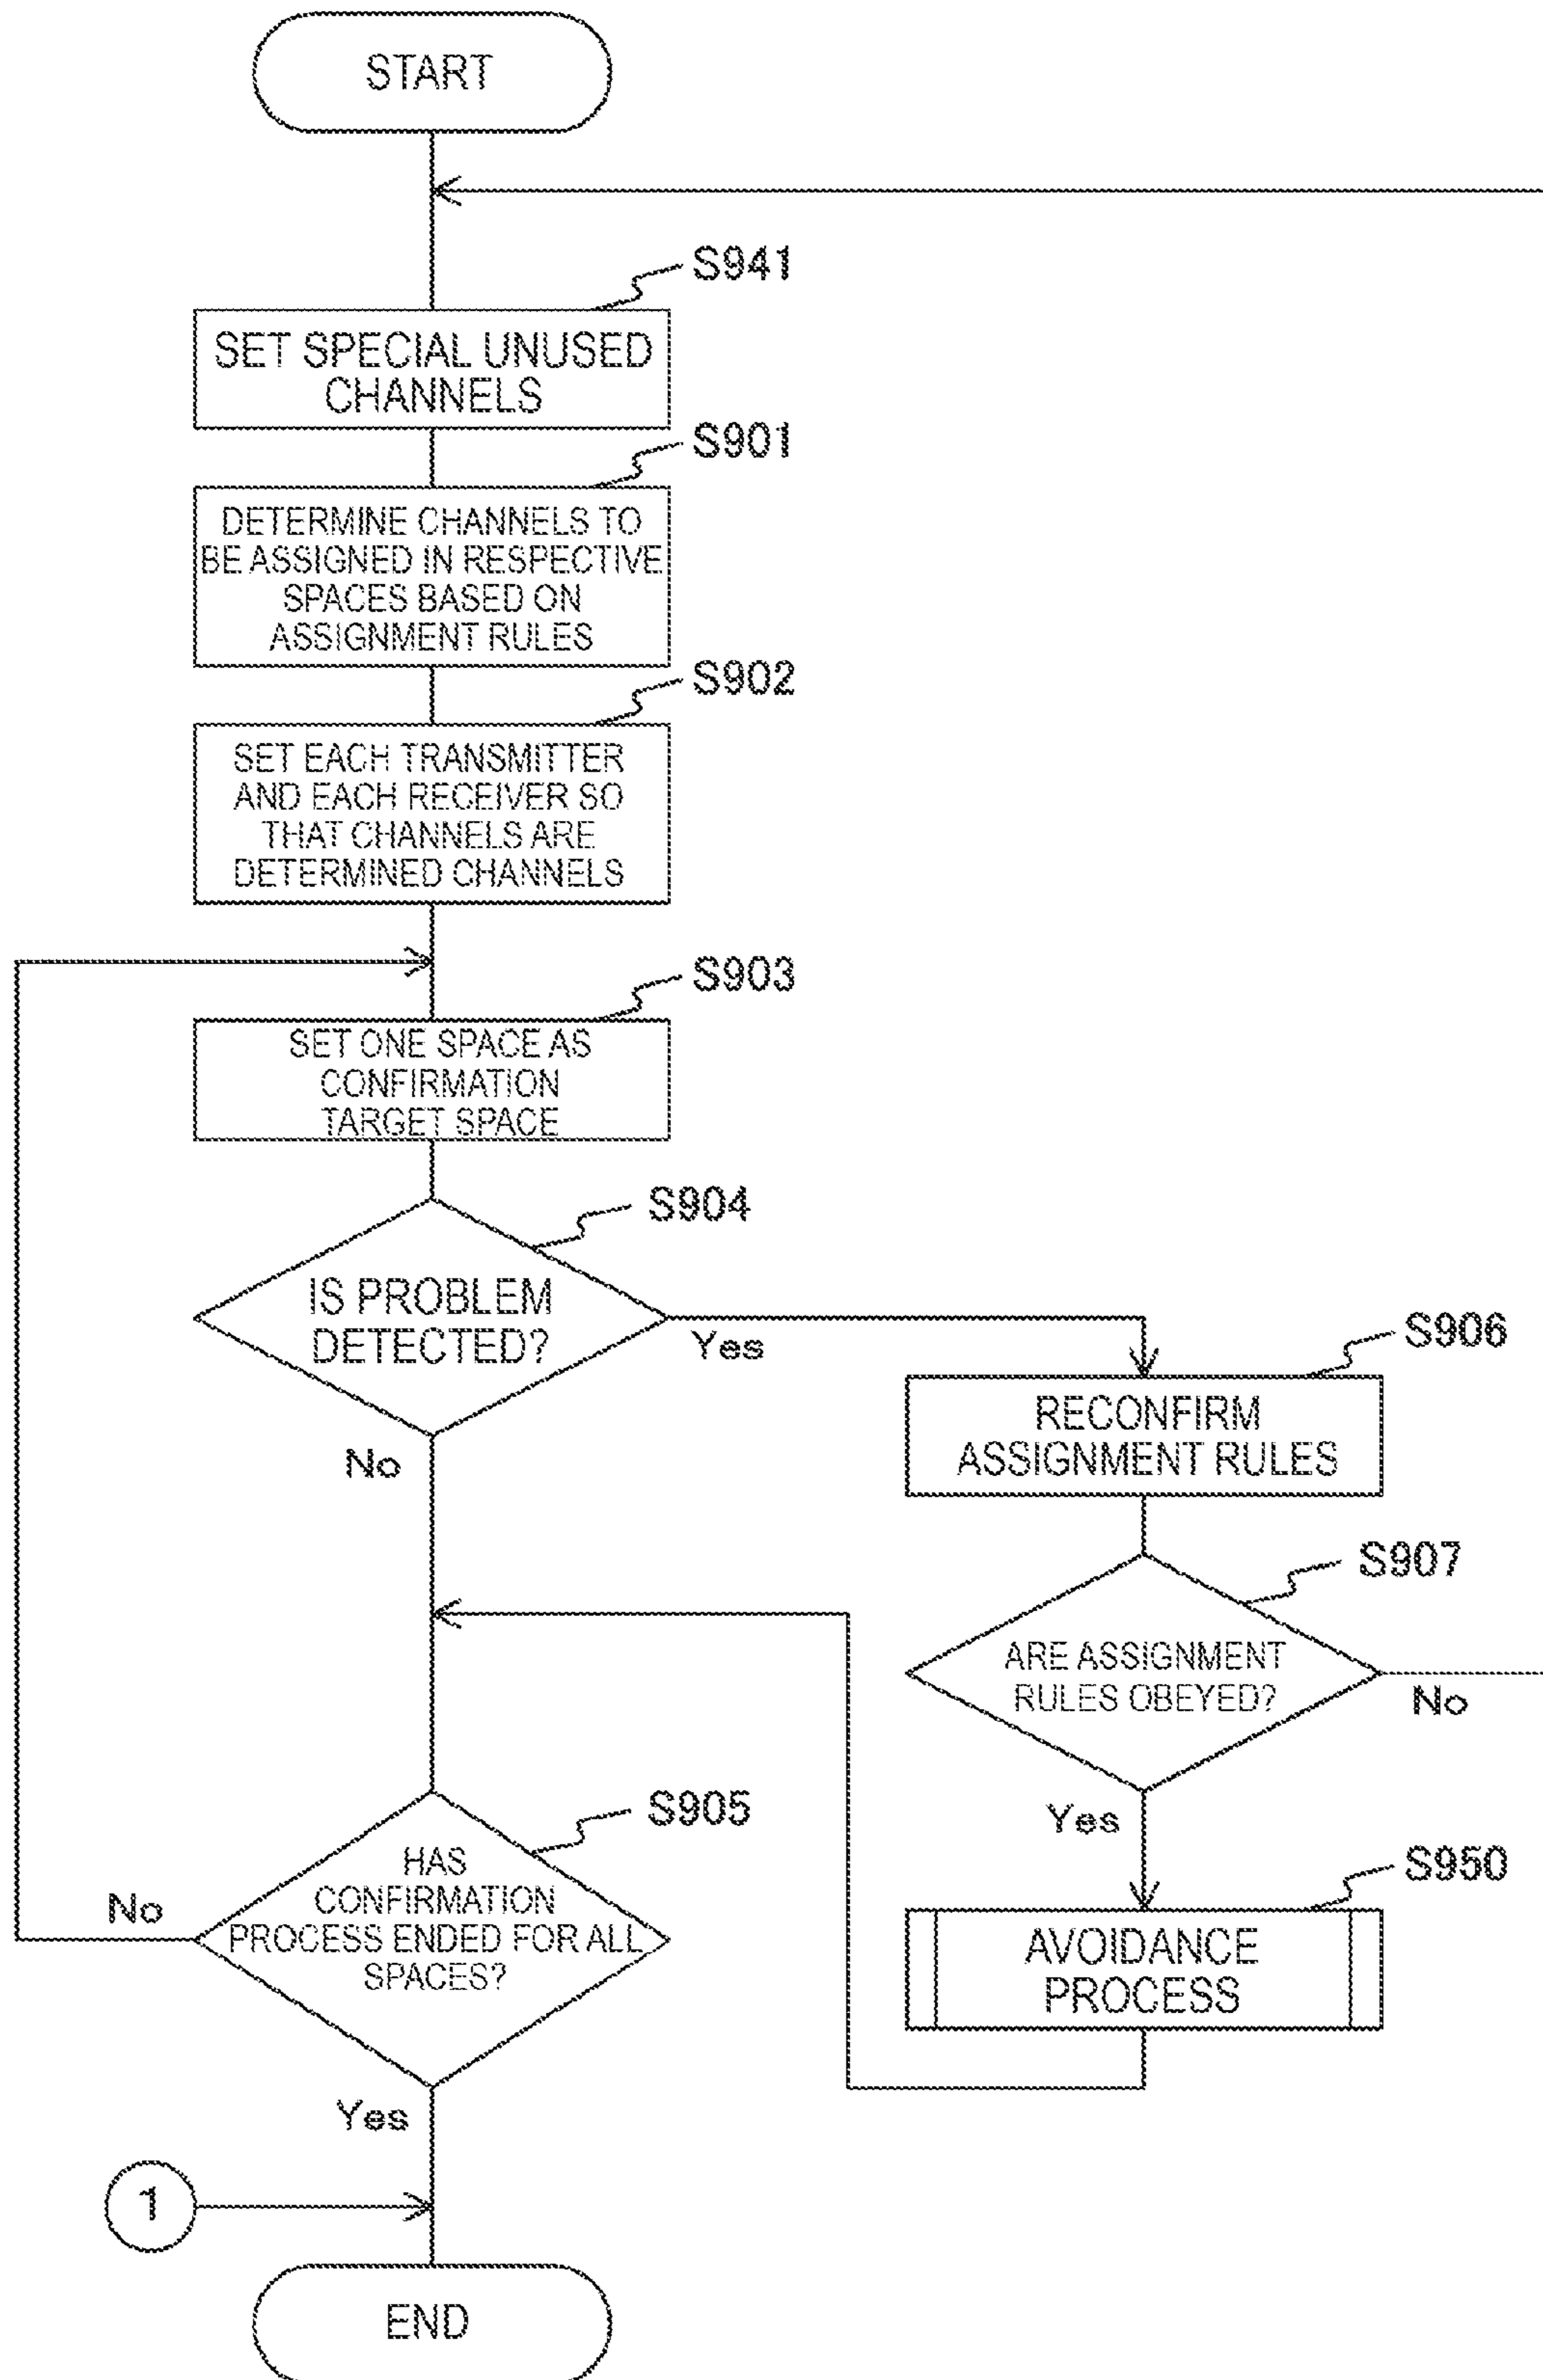 START
S941
SET SPECIAL UNUSED
CHANNELS
S901
DETERMINE CHANNELS TO
BE ASSIGNED IN RESPECTIVE
SPACES BASED ON
ASSIGNMENT RULES
S902
SET EACH TRANSMITTER
AND EACH RECEIVER SO
THAT CHANNELS ARE
DETERMINED CHANNELS
S903
SET ONE SPACE AS
CONFIRMATION
TARGET SPACE
S904
IS PROBLEM
DETECTED?
Yes
No
S906
RECONFIRM
ASSIGNMENT RULES
S907
ARE ASSIGNMENT
RULES OBEYED?
No
Yes
S950
AVOIDANCE
PROCESS
S905
HAS
CONFIRMATION
PROCESS ENDED FOR ALL
SPACES?
No
Yes
1
END